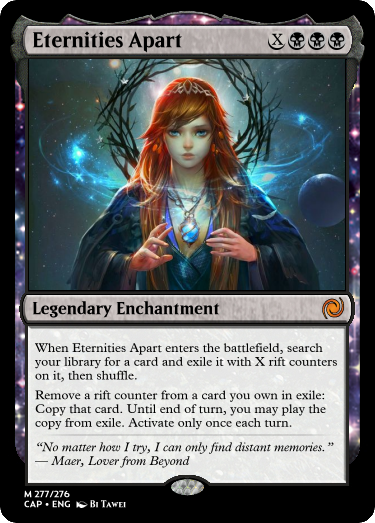 Eternities Apart X
Legendary Enchantment
When Eternities Apart enters the battlefield, search
your library for a card and exile it with X rift counters
on it, then shuffle.
Remove a rift counter from a card you own in exile:
Copy that card. Until end of turn, you may play the
copy from exile. Activate only once each turn.
“No matter how I try, I can only find distant memories.”
— Maer, Lover from Beyond
M 277/276
CAP • ENG Bi Tawei